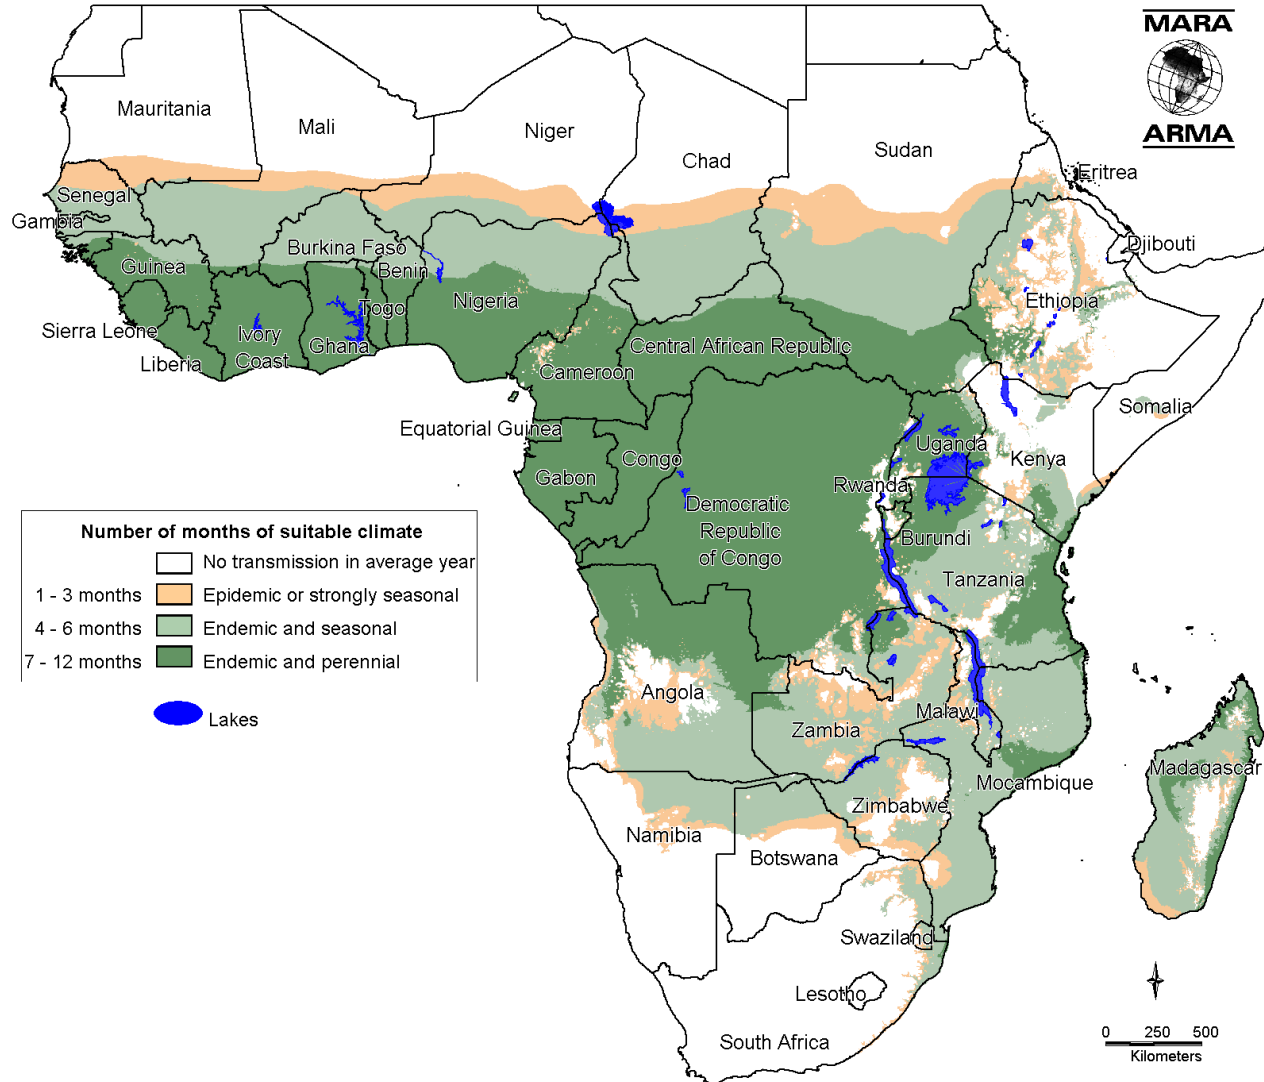 MARA
ARMA
Mauritania
Mali
Niger
Chad
Sudan
Eritrea
Senegal
Gambia
Burkina Faso
Djibouti
Guinea
Benin
Nigeria
Togo
Ethiopia
Sierra Leone
Ivory
Coast
Ghana
Liberia
Central African Republic
Cameroon
Somalia
Equatorial Guinea
Uganda
Congo
Kenya
Gabon
Rwanda
Democratic
Republic
of Congo
Burundi
Tanzania
Number of months of suitable climate
No transmission in average year
1 - 3 months Epidemic or strongly seasonal
4 - 6 months Endemic and seasonal
7 - 12 months Endemic and perennial
Lakes
Angola
Malawi
Zambia
Madagascar
Mocambique
Zimbabwe
Namibia
Botswana
Swaziland
Lesotho
South Africa
0 250 500
Kilometers